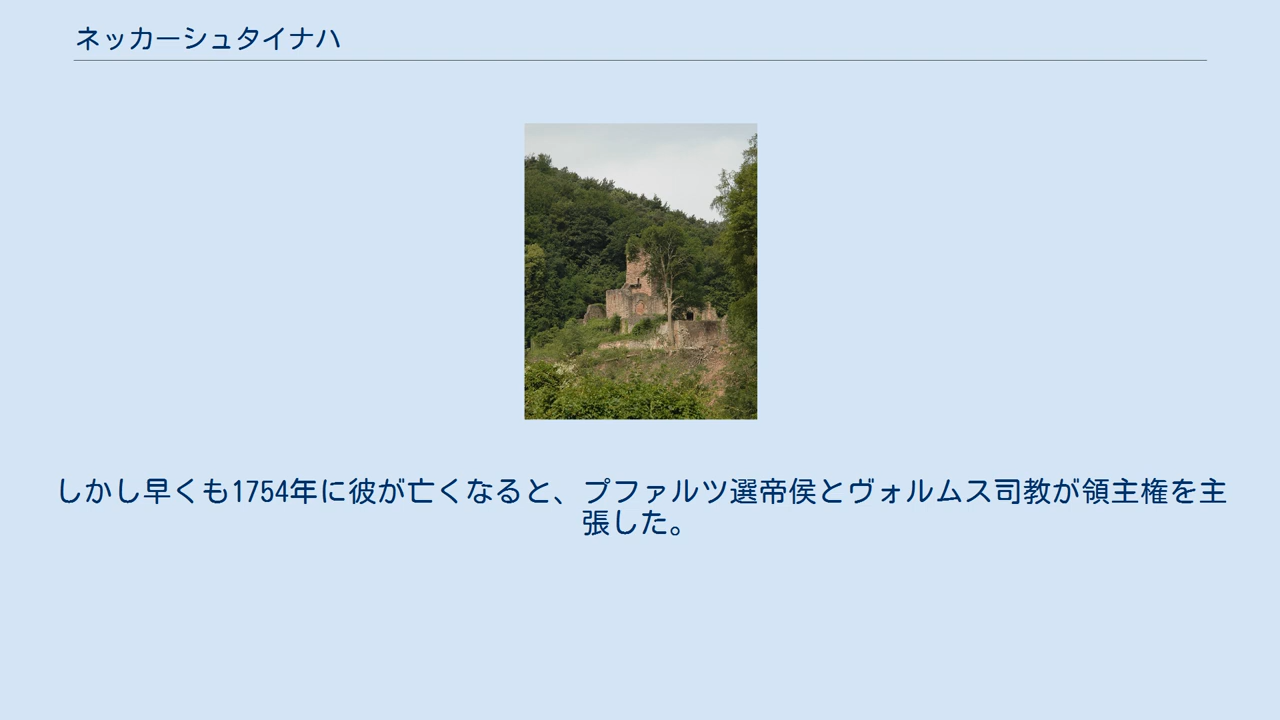 ネッカーシュタイナハ
しかし早くも1754年に彼が亡くなると、プファルツ選帝侯とヴォルムス司教が領主権を主
張した。